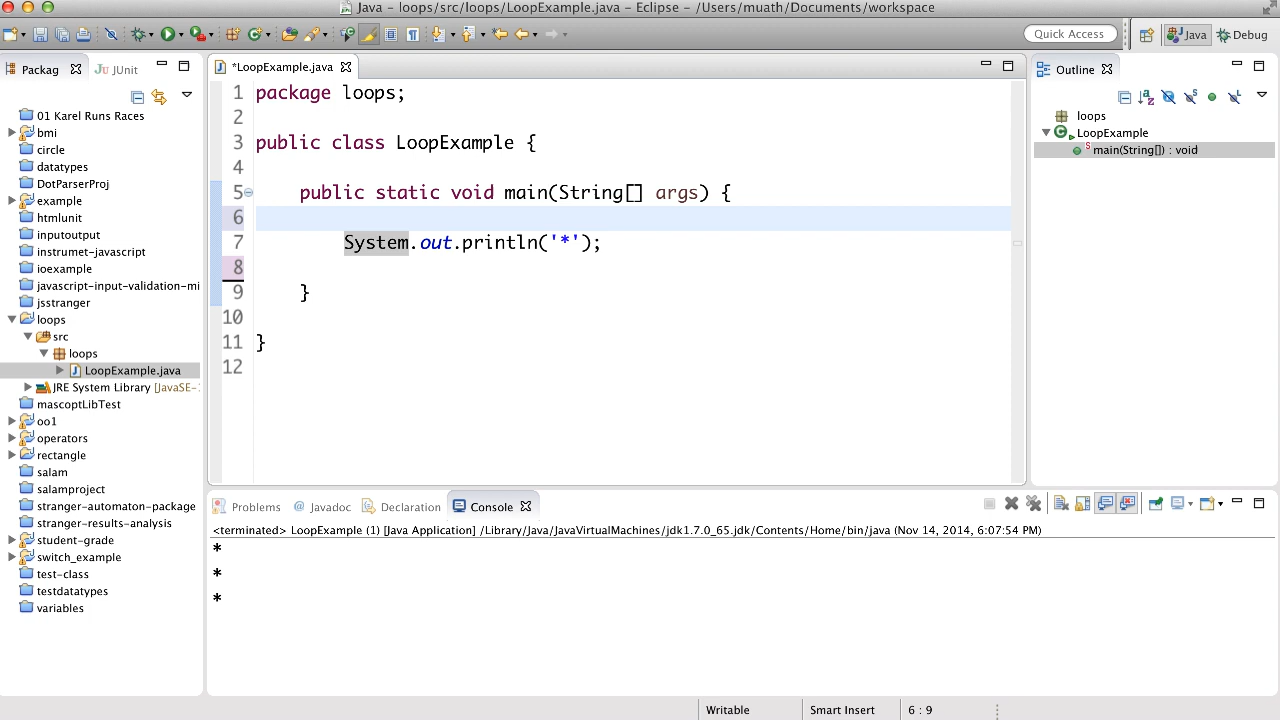 Java – loops/src/loops/LoopExample.java – Eclipse – /Users/muath/Documents/workspace
Quick Access
Java
Debug
Packag
JUnit
01 Karel Runs Races
bmi
circle
datatypes
DotParserProj
example
htmlunit
inputoutput
instrumet-javascript
ioexample
javascript-input-validation-mi
jsstranger
loops
src
loops
LoopExample.java
JRE System Library [JavaSE-
mascoptLibTest
oo1
operators
rectangle
salam
salamproject
stranger-automaton-package
stranger-results-analysis
student-grade
switch_example
test-class
testdatatypes
variables
*LoopExample.java
1 package loops;
2
3 public class LoopExample {
4
5 public static void main(String[] args) {
6
7 System.out.println('*');
8
9 }
10
11 }
12
Outline
loops
LoopExample
main(String[]) : void
Problems
@ Javadoc
Declaration
Console
<terminated> LoopExample (1) [Java Application] /Library/Java/JavaVirtualMachines/jdk1.7.0_65.jdk/Contents/Home/bin/java (Nov 14, 2014, 6:07:54 PM)
*
*
*
Writable
Smart Insert
6 : 9